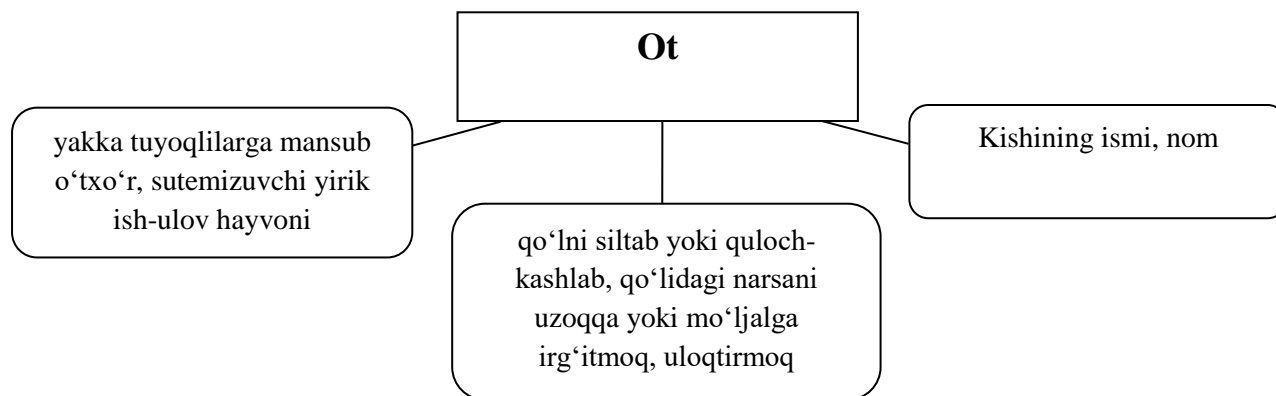 Ot
yakka tuyoqlilarga mansub
o‘txo‘r, sutemizuvchi yirik
ish-ulov hayvoni
qo‘lni siltab yoki quloch-
kashlab, qo‘lidagi narsani
uzoqqa yoki mo‘ljalga
irg‘itmoq, uloqtirmoq
Kishining ismi, nom